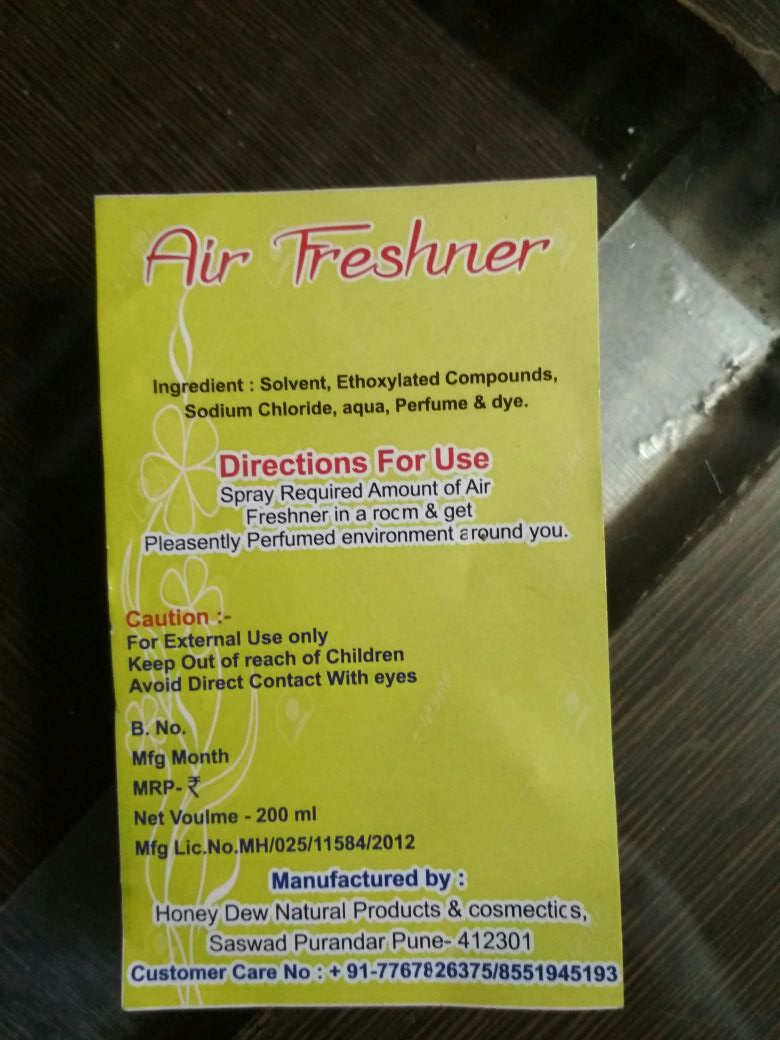 Air Freshner
Ingredient : Solvent, Ethoxylated Compounds,
Sodium Chloride, aqua, Perfume & dye.
Directions For Use
Spray Required Amount of Air
Freshner in a room & get
Pleasently Perfumed environment around you.
Caution :-
For External Use only
Keep Out of reach of Children
Avoid Direct Contact With eyes
B. No.
Mfg Month
MRP- ₹
Net Voulme - 200 ml
Mfg Lic.No.MH/025/11584/2012
Manufactured by :
Honey Dew Natural Products & cosmectics,
Saswad Purandar Pune- 412301
Customer Care No : + 91-7767826375/8551945193